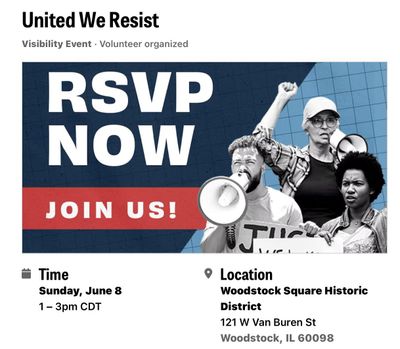 United We Resist
Visibility Event · Volunteer organized
RSVP
NOW
JOIN US!
Time
Sunday, June 8
1 – 3pm CDT
Location
Woodstock Square Historic
District
121 W Van Buren St
Woodstock, IL 60098